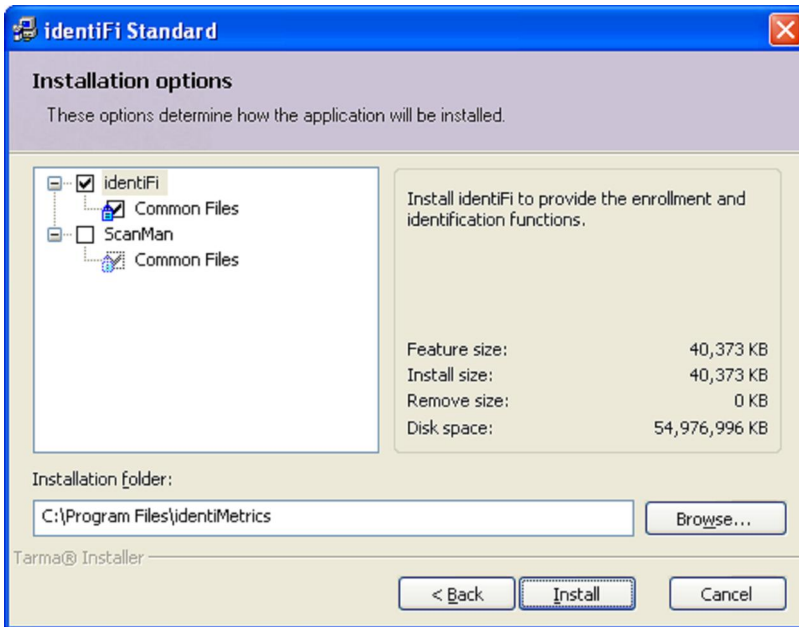 identiFi Standard
Installation options
These options determine how the application will be installed.
identiFi
Common Files
ScanMan
Common Files
Install identiFi to provide the enrollment and
identification functions.
Feature size: 40,373 KB
Install size: 40,373 KB
Remove size: 0 KB
Disk space: 54,976,996 KB
Installation folder:
C:\Program Files\identiMetrics
Browse...
Tarma® Installer
< Back Install Cancel